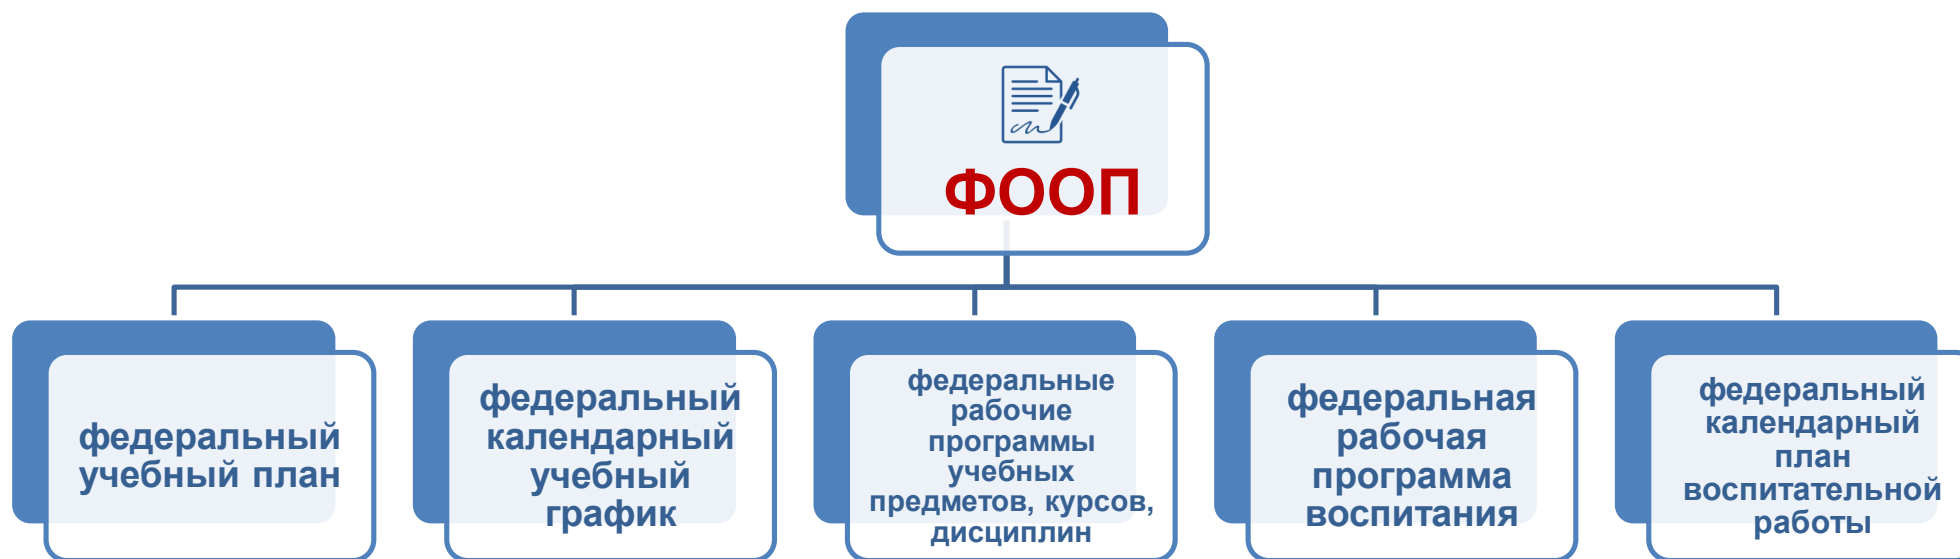 ФООП
федеральный
учебный план
федеральный
календарный
учебный
график
федеральные
рабочие
программы
учебных
предметов, курсов,
дисциплин
федеральная
рабочая
программа
воспитания
федеральный
календарный
план
воспитательной
работы